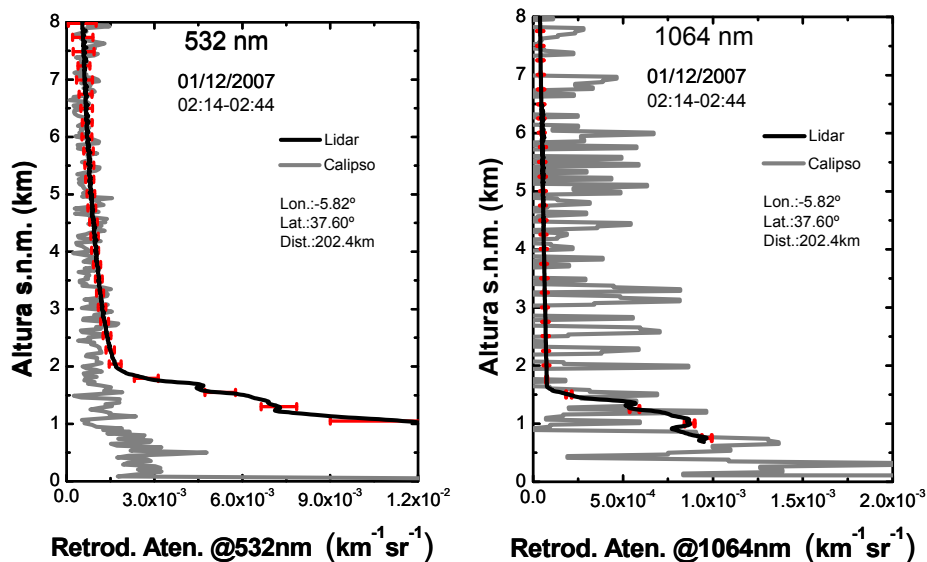 532 nm
01/12/2007
02:14-02:44
Lidar
Calipso
Lon.:-5.82º
Lat.:37.60º
Dist.:202.4km
Altura s.n.m. (km)
8
7
6
5
4
3
2
1
0
0.0 3.0x10⁻³ 6.0x10⁻³ 9.0x10⁻³ 1.2x10⁻²
Retrod. Aten. @532nm (km⁻¹sr⁻¹)
1064 nm
01/12/2007
02:14-02:44
Lidar
Calipso
Lon.:-5.82º
Lat.:37.60º
Dist.:202.4km
Altura s.n.m. (km)
8
7
6
5
4
3
2
1
0
0.0 5.0x10⁻⁴ 1.0x10⁻³ 1.5x10⁻³ 2.0x10⁻³
Retrod. Aten. @1064nm (km⁻¹sr⁻¹)